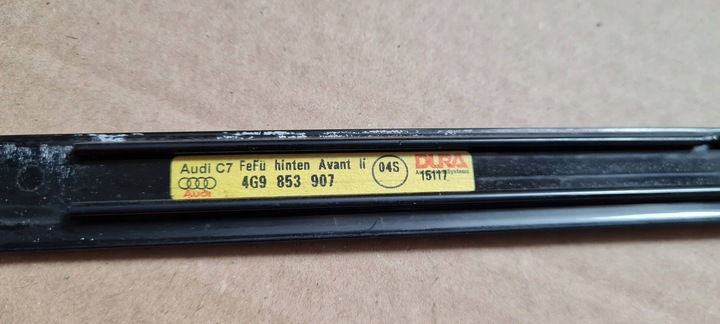 Audi C7 FeFü hinten Avant li 04S DURA
Audi 4G9 853 907 15117